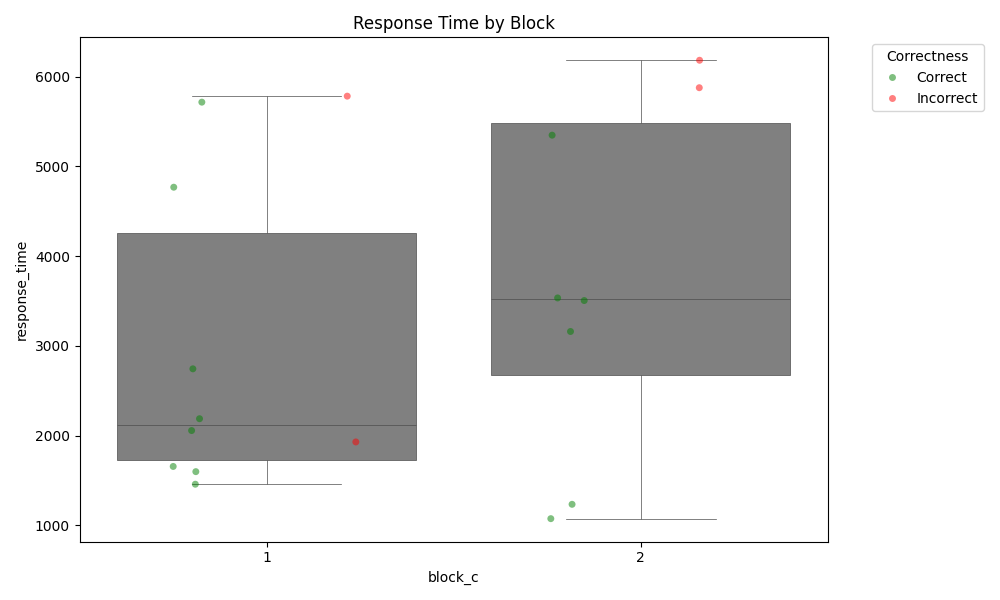 Response Time by Block
Correctness
Correct
Incorrect
6000
5000
4000
3000
2000
1000
response_time
1
2
block_c